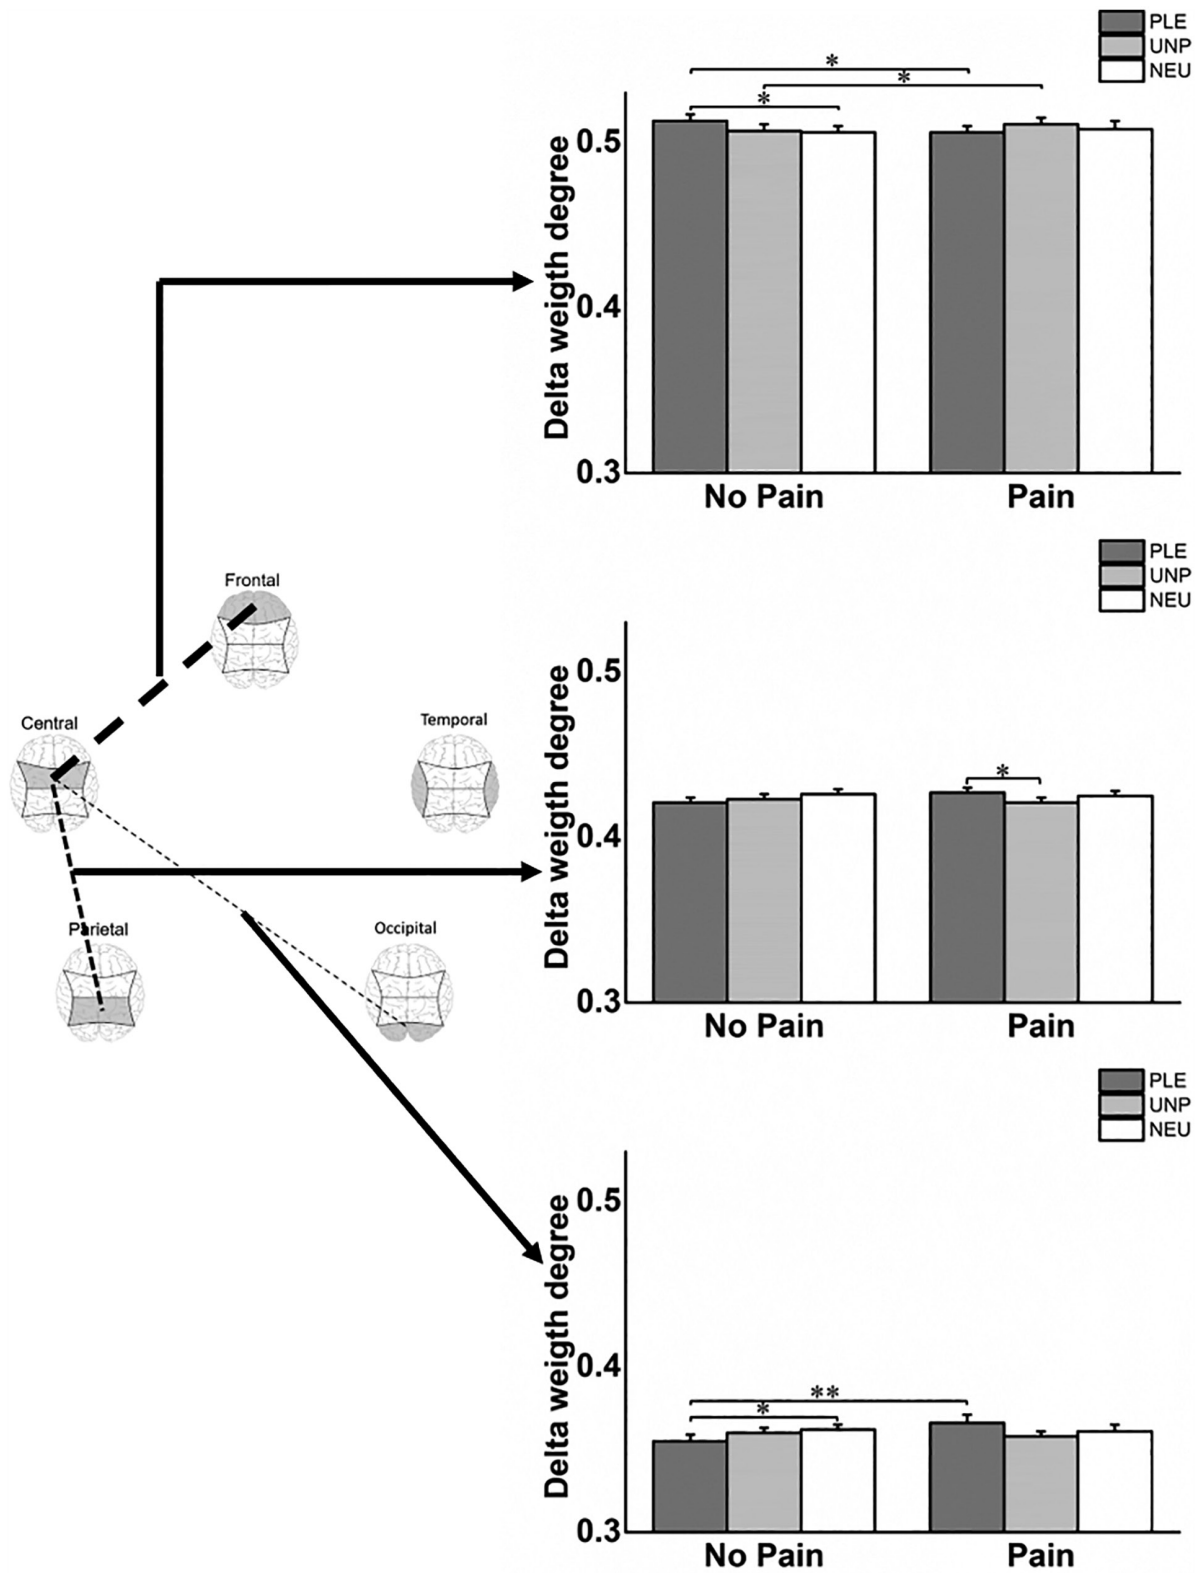 PLE
UNP
NEU
*
*
*
Delta weigth degree
0.5
0.4
0.3
No Pain
Pain
Frontal
Central
Temporal
Parietal
Occipital
PLE
UNP
NEU
*
Delta weigth degree
0.5
0.4
0.3
No Pain
Pain
PLE
UNP
NEU
**
*
Delta weigth degree
0.5
0.4
0.3
No Pain
Pain